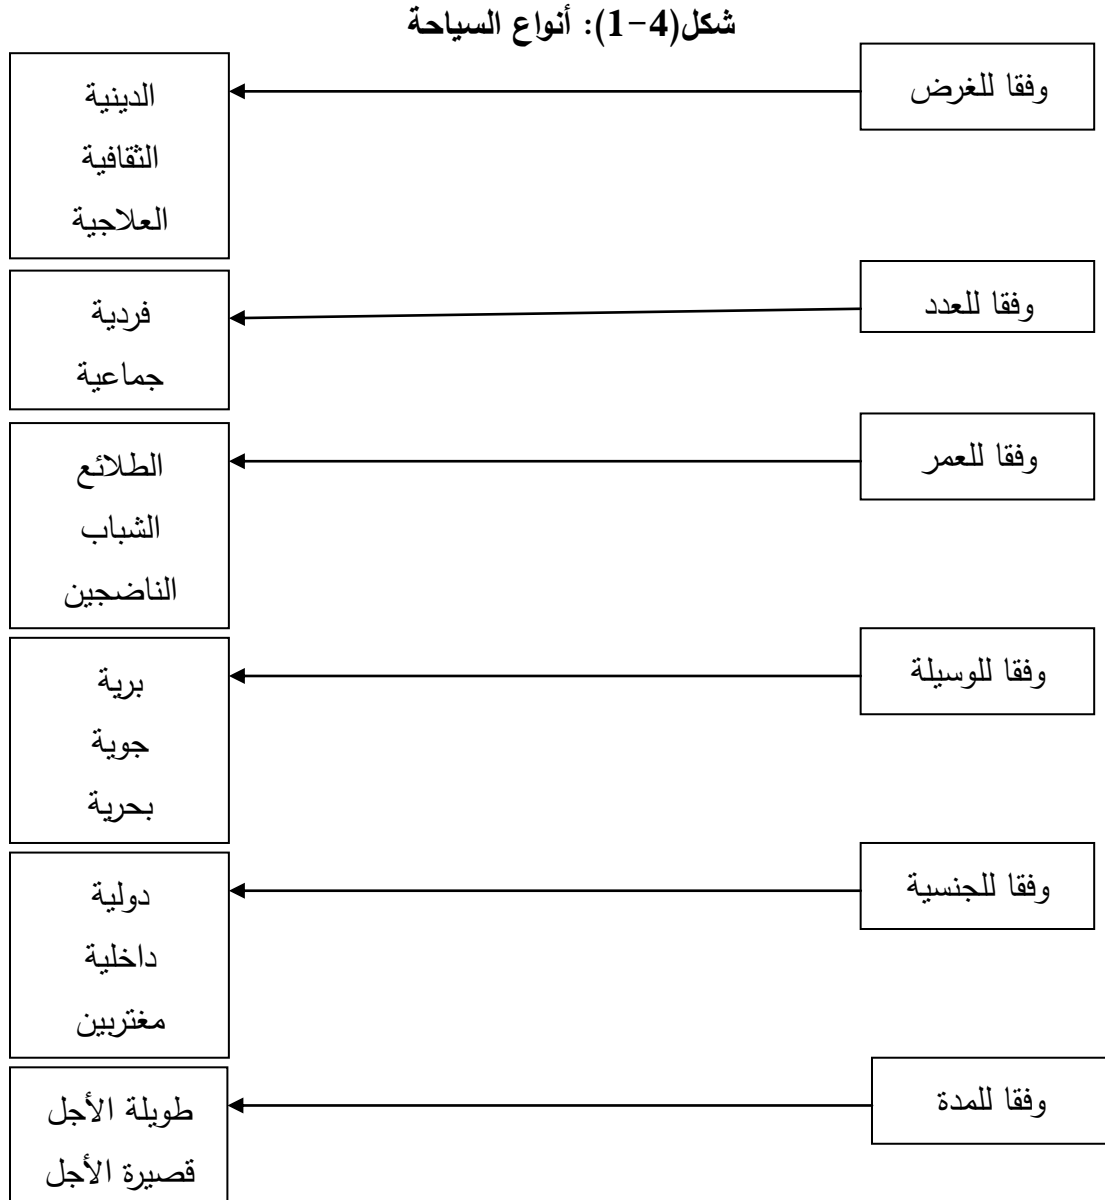 شكل(4-1): أنواع السياحة
وفقا للغرض
الدينية
الثقافية
العلاجية
وفقا للعدد
فردية
جماعية
وفقا للعمر
الطلائع
الشباب
الناضجين
وفقا للوسيلة
برية
جوية
بحرية
وفقا للجنسية
دولية
داخلية
مغتربين
وفقا للمدة
طويلة الأجل
قصيرة الأجل